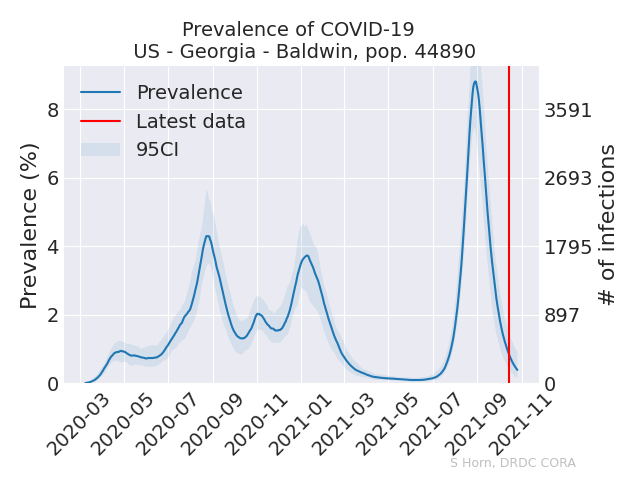 Prevalence of COVID-19
US - Georgia - Baldwin, pop. 44890
Prevalence
Latest data
95CI
Prevalence (%)
8
6
4
2
0
3591
2693
1795
897
0
# of infections
2020-03
2020-05
2020-07
2020-09
2020-11
2021-01
2021-03
2021-05
2021-07
2021-09
2021-11
S Horn, DRDC CORA